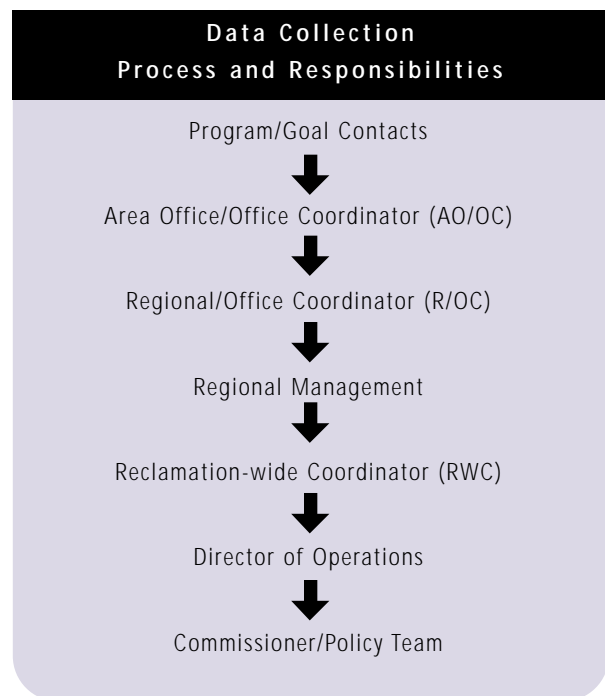 Data Collection
Process and Responsibilities
Program/Goal Contacts
Area Office/Office Coordinator (AO/OC)
Regional/Office Coordinator (R/OC)
Regional Management
Reclamation-wide Coordinator (RWC)
Director of Operations
Commissioner/Policy Team